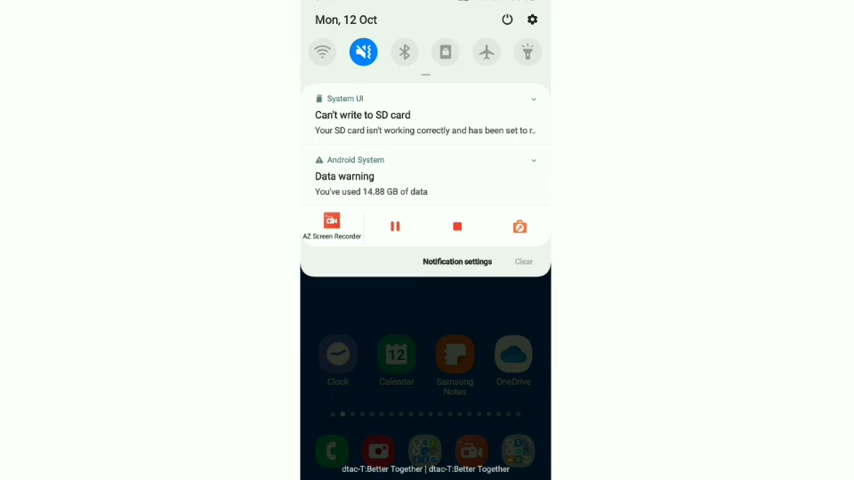 Mon, 12 Oct
System UI
Can't write to SD card
Your SD card isn't working correctly and has been set to r..
Android System
Data warning
You've used 14.88 GB of data
AZ Screen Recorder
Notification settings
Clear
12
Clock
Calendar
Samsung
Notes
OneDrive
dtac-T:Better Together | dtac-T:Better Together